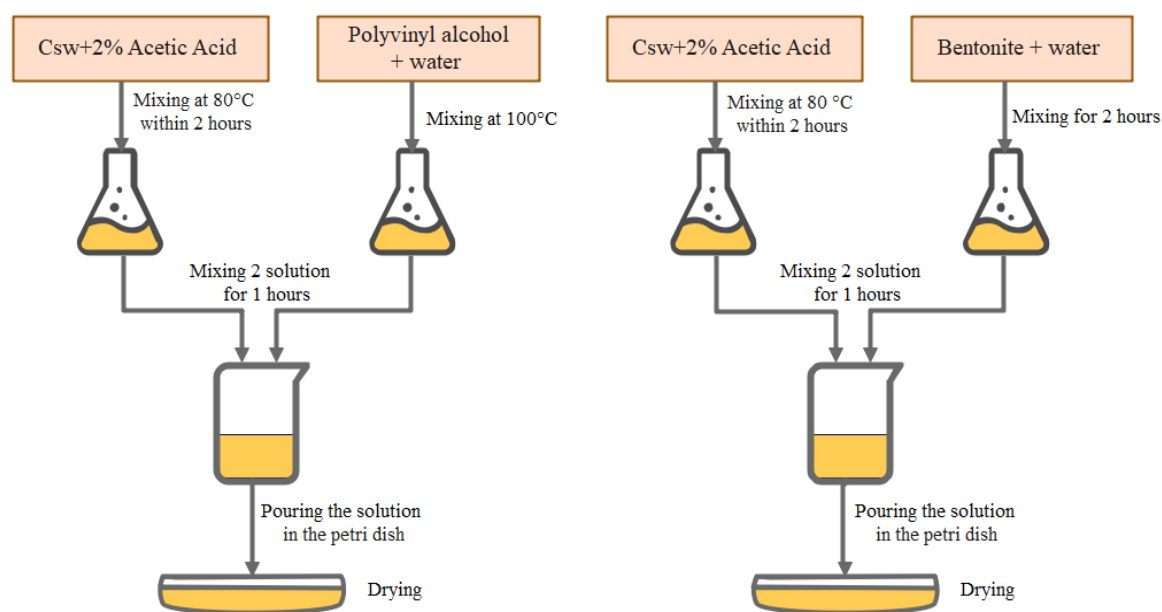 Csw+2% Acetic Acid
Polyvinyl alcohol
+ water
Mixing at 80°C
within 2 hours
Mixing at 100°C
Mixing 2 solution
for 1 hours
Pouring the solution
in the petri dish
Drying
Csw+2% Acetic Acid
Bentonite + water
Mixing at 80 °C
within 2 hours
Mixing for 2 hours
Mixing 2 solution
for 1 hours
Pouring the solution
in the petri dish
Drying